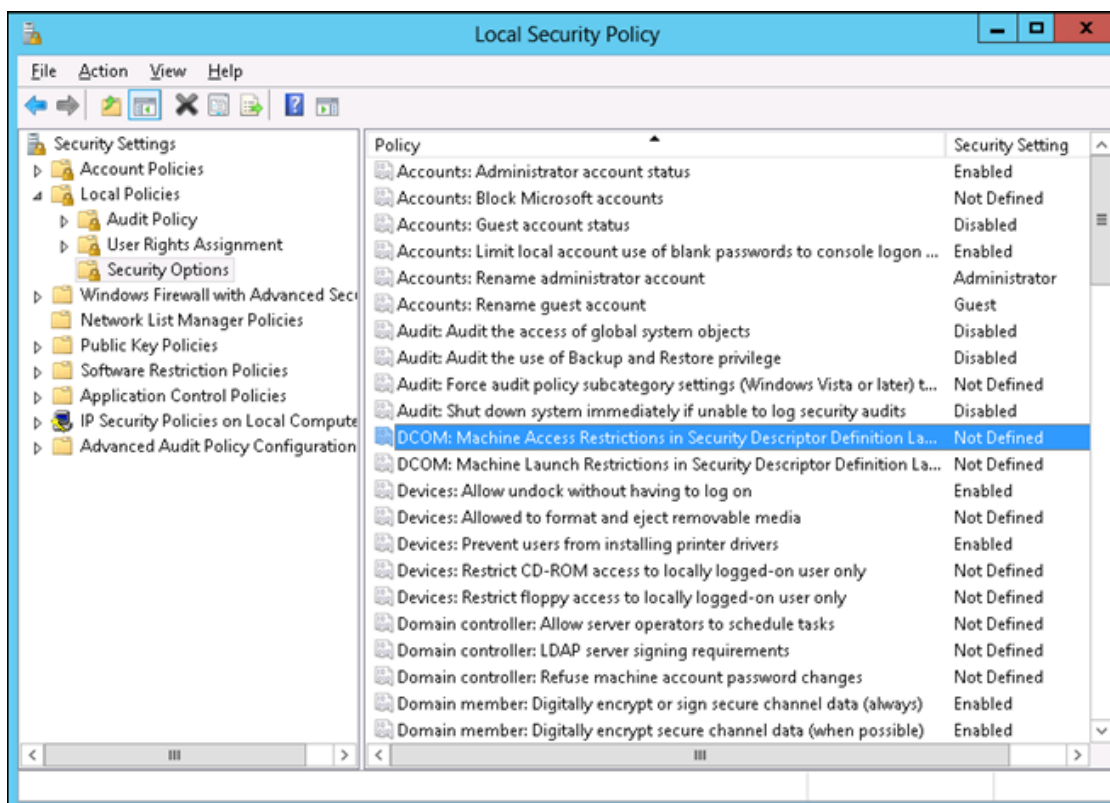 Local Security Policy
File Action View Help
Security Settings
Account Policies
Local Policies
Audit Policy
User Rights Assignment
Security Options
Windows Firewall with Advanced Sec
Network List Manager Policies
Public Key Policies
Software Restriction Policies
Application Control Policies
IP Security Policies on Local Compute
Advanced Audit Policy Configuration
Policy Security Setting
Accounts: Administrator account status Enabled
Accounts: Block Microsoft accounts Not Defined
Accounts: Guest account status Disabled
Accounts: Limit local account use of blank passwords to console logon ... Enabled
Accounts: Rename administrator account Administrator
Accounts: Rename guest account Guest
Audit: Audit the access of global system objects Disabled
Audit: Audit the use of Backup and Restore privilege Disabled
Audit: Force audit policy subcategory settings (Windows Vista or later) t... Not Defined
Audit: Shut down system immediately if unable to log security audits Disabled
DCOM: Machine Access Restrictions in Security Descriptor Definition La... Not Defined
DCOM: Machine Launch Restrictions in Security Descriptor Definition La... Not Defined
Devices: Allow undock without having to log on Enabled
Devices: Allowed to format and eject removable media Not Defined
Devices: Prevent users from installing printer drivers Enabled
Devices: Restrict CD-ROM access to locally logged-on user only Not Defined
Devices: Restrict floppy access to locally logged-on user only Not Defined
Domain controller: Allow server operators to schedule tasks Not Defined
Domain controller: LDAP server signing requirements Not Defined
Domain controller: Refuse machine account password changes Not Defined
Domain member: Digitally encrypt or sign secure channel data (always) Enabled
Domain member: Digitally encrypt secure channel data (when possible) Enabled